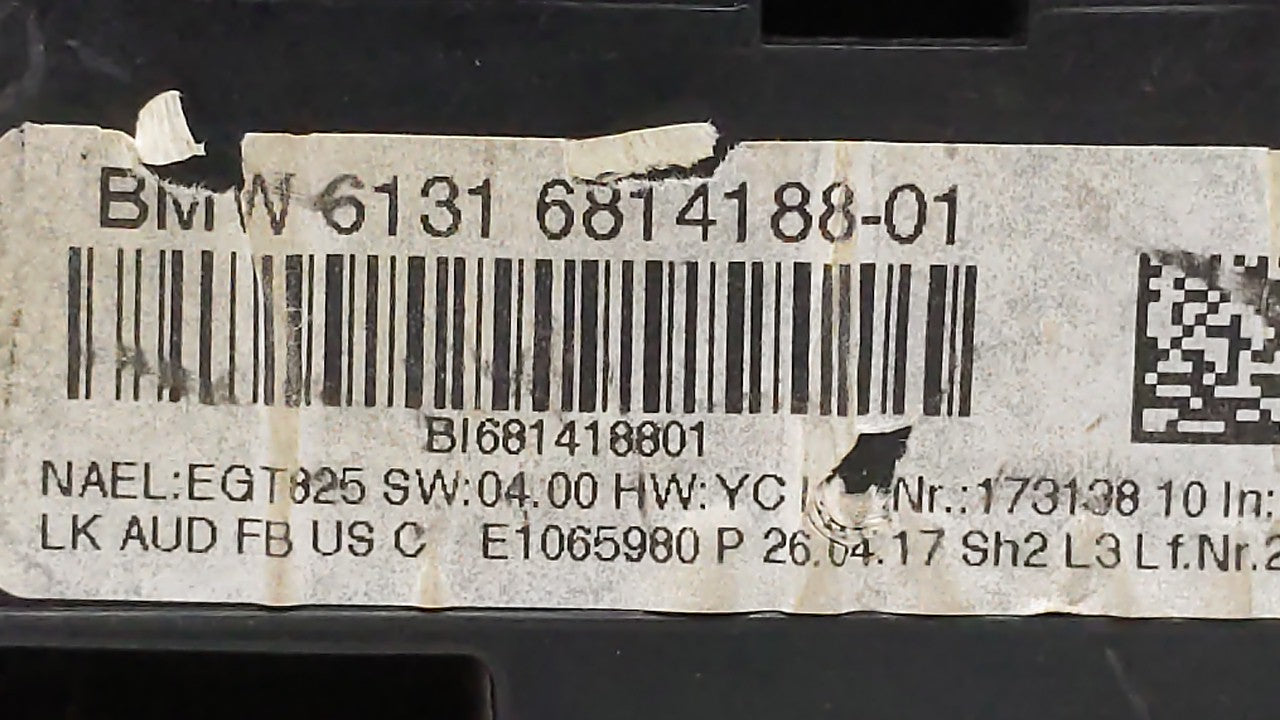 BMW 6131 6814188-01
BI681418801
NAEL:EGT825 SW:04.00 HW:YC Nr.:173138 10 In:
LK AUD FB US C E1065980 P 26.04.17 Sh2 L3 Lf.Nr.2